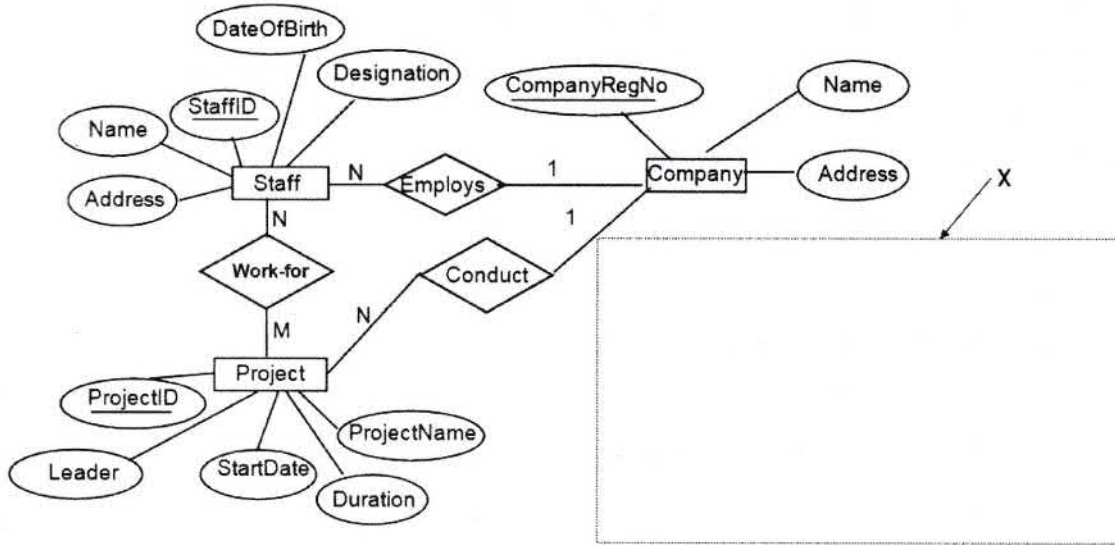 DateOfBirth
Designation
StaffID
Name
Address
Staff
N
Employs
1
CompanyRegNo
Name
Company
Address
X
N
1
Work-for
Conduct
N
M
Project
ProjectID
ProjectName
Leader
StartDate
Duration